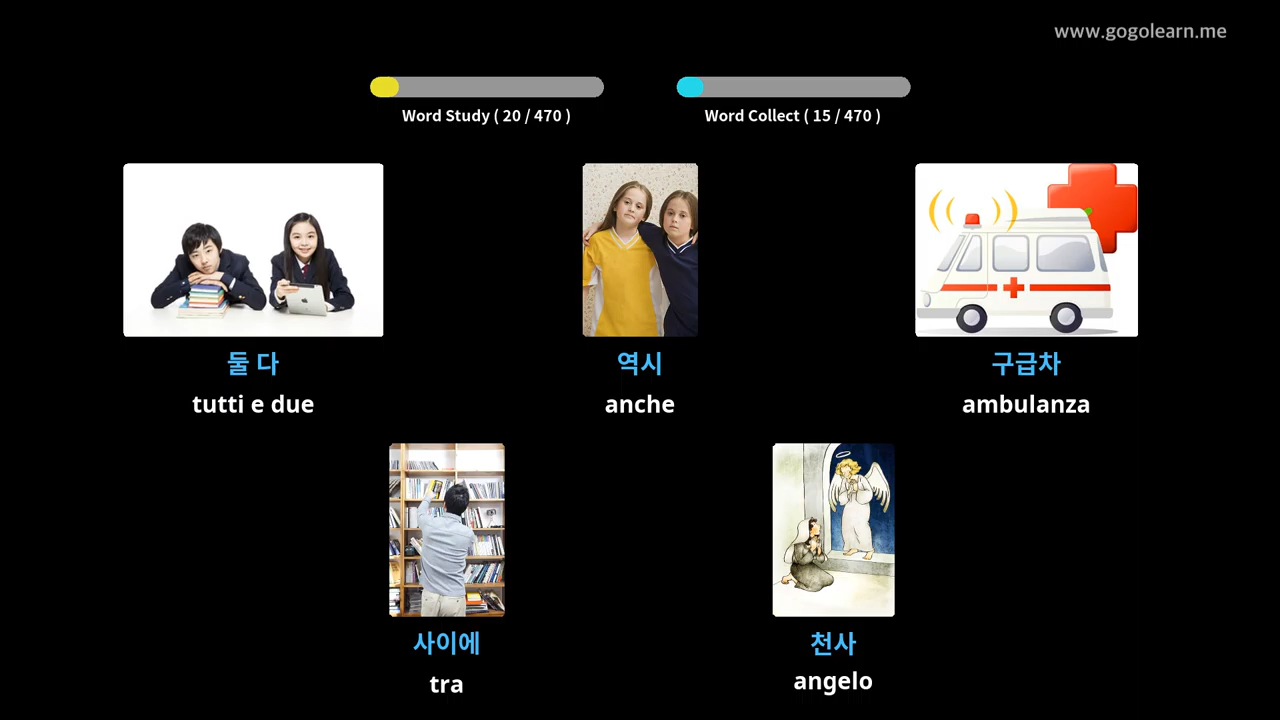 www.gogolearn.me
Word Study ( 20 / 470 )
Word Collect ( 15 / 470 )
둘 다
tutti e due
역시
anche
구급차
ambulanza
사이에
tra
천사
angelo